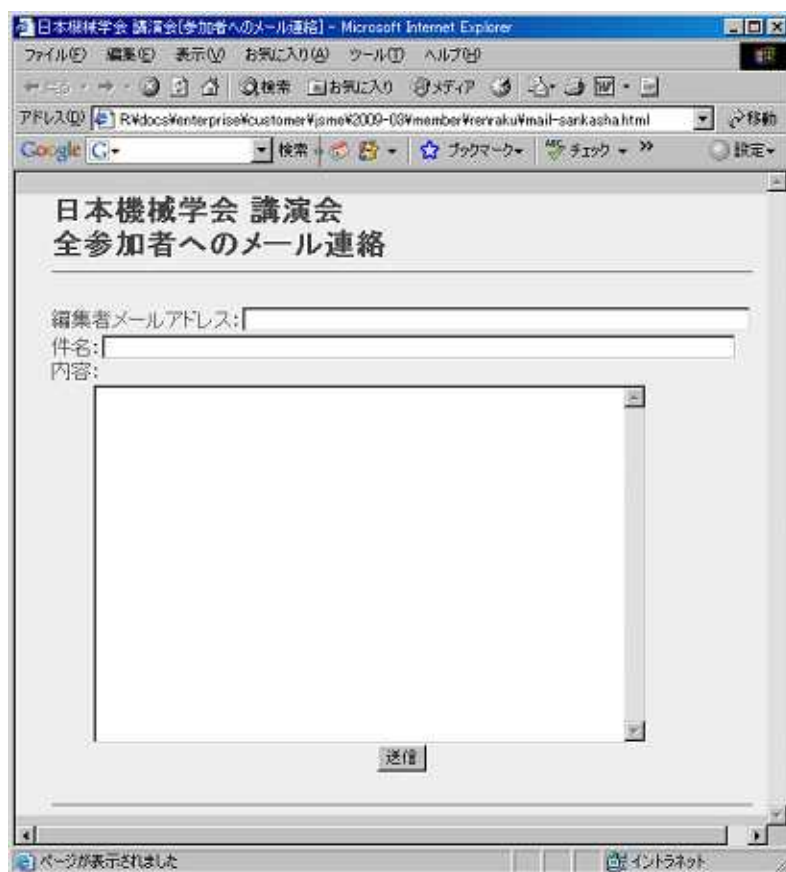 日本機械学会 講演会[参加者へのメール連絡] - Microsoft Internet Explorer
ファイル(F) 編集(E) 表示(V) お気に入り(A) ツール(T) ヘルプ(H)
検索 お気に入り メディア
アドレス(D) R¥docs¥enterprise¥customer¥jsme¥2009-03¥member¥renraku¥mail-sankasha.html 移動
Google 検索 ブックマーク チェック 設定
日本機械学会 講演会
全参加者へのメール連絡
編集者メールアドレス:
件名:
内容:
送信
ページが表示されました イントラネット